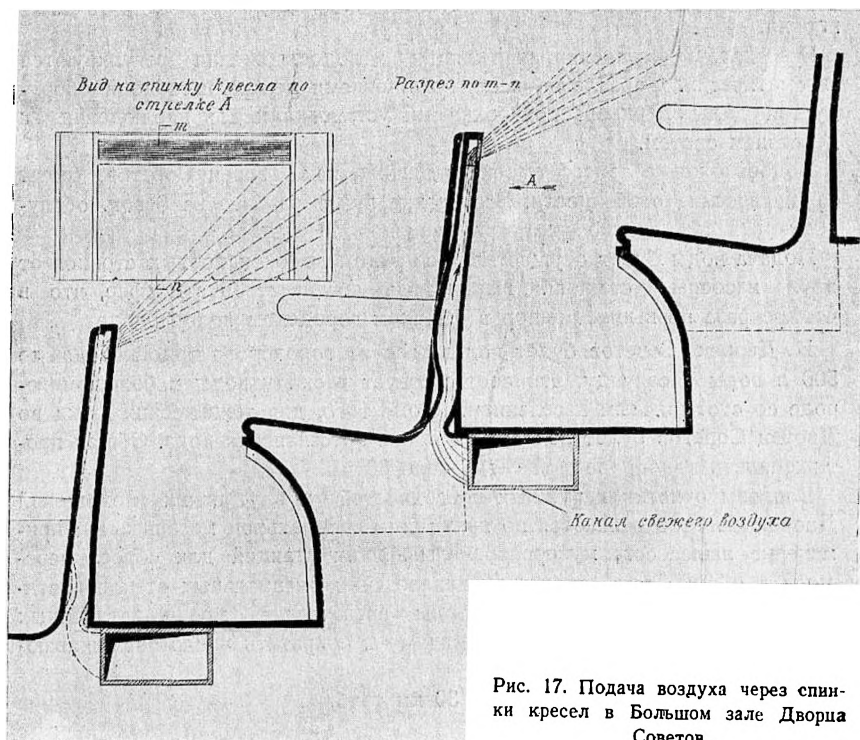 Вид на спинку кресла по
стрелке А
Разрез по m-n
m
А
n
Канал свежего воздуха
Рис. 17. Подача воздуха через спин-
ки кресел в Большом зале Дворца
Советов